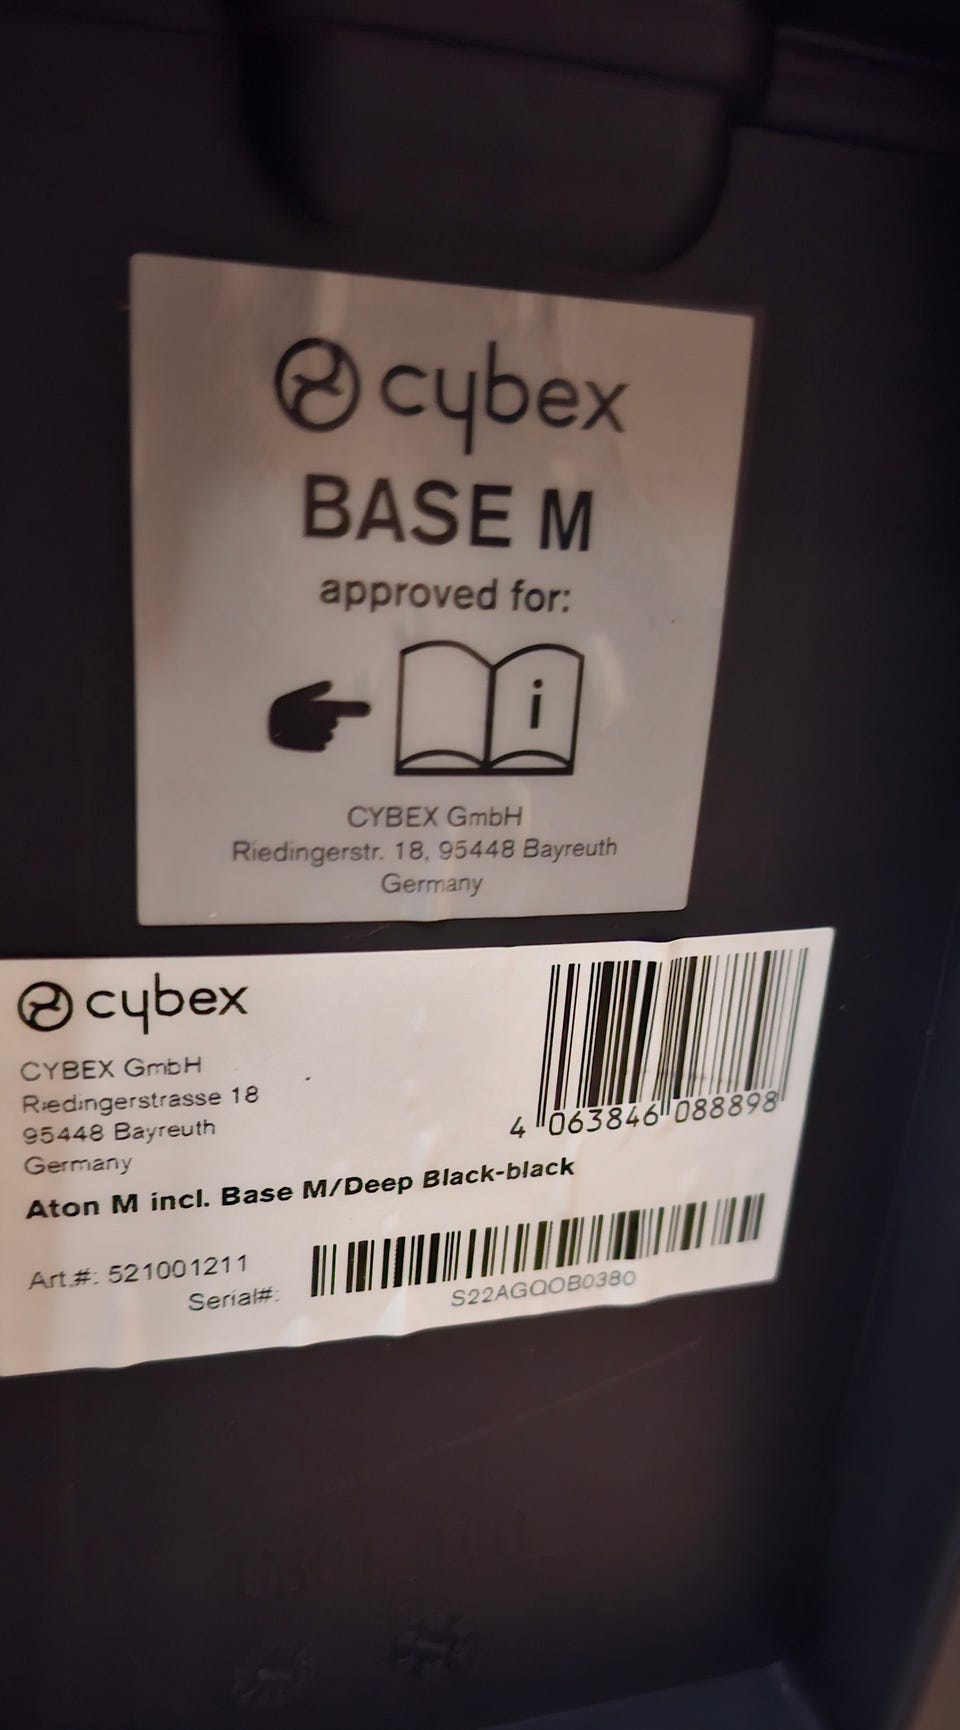 cybex
BASE M
approved for:
i
CYBEX GmbH
Riedingerstr. 18, 95448 Bayreuth
Germany
cybex
CYBEX GmbH
Riedingerstrasse 18
95448 Bayreuth
Germany
4 063846 088898
Aton M incl. Base M/Deep Black-black
Art.#: 521001211
Serial#:
S22AGQOB0380